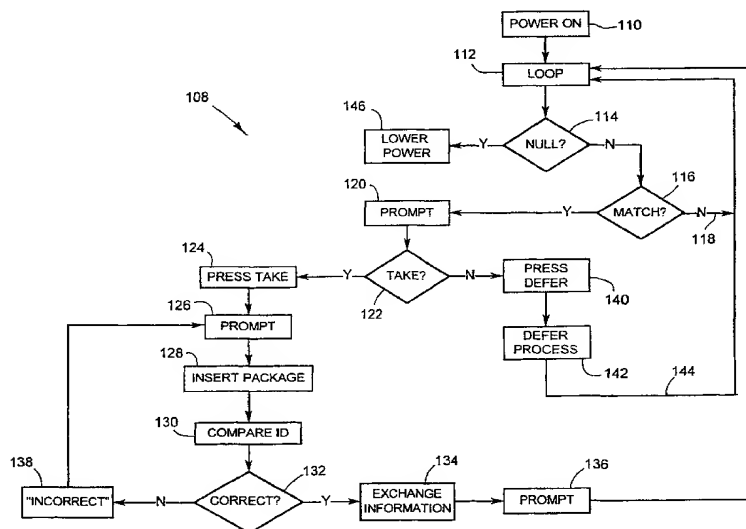 POWER ON
110
112
LOOP
108
146
114
LOWER
POWER
Y
NULL?
N
116
120
PROMPT
Y
MATCH?
N
118
124
PRESS TAKE
Y
TAKE?
N
PRESS
DEFER
122
140
126
PROMPT
128
DEFER
PROCESS
142
144
INSERT PACKAGE
130
COMPARE ID
138
132
134
136
"INCORRECT"
N
CORRECT?
Y
EXCHANGE
INFORMATION
PROMPT